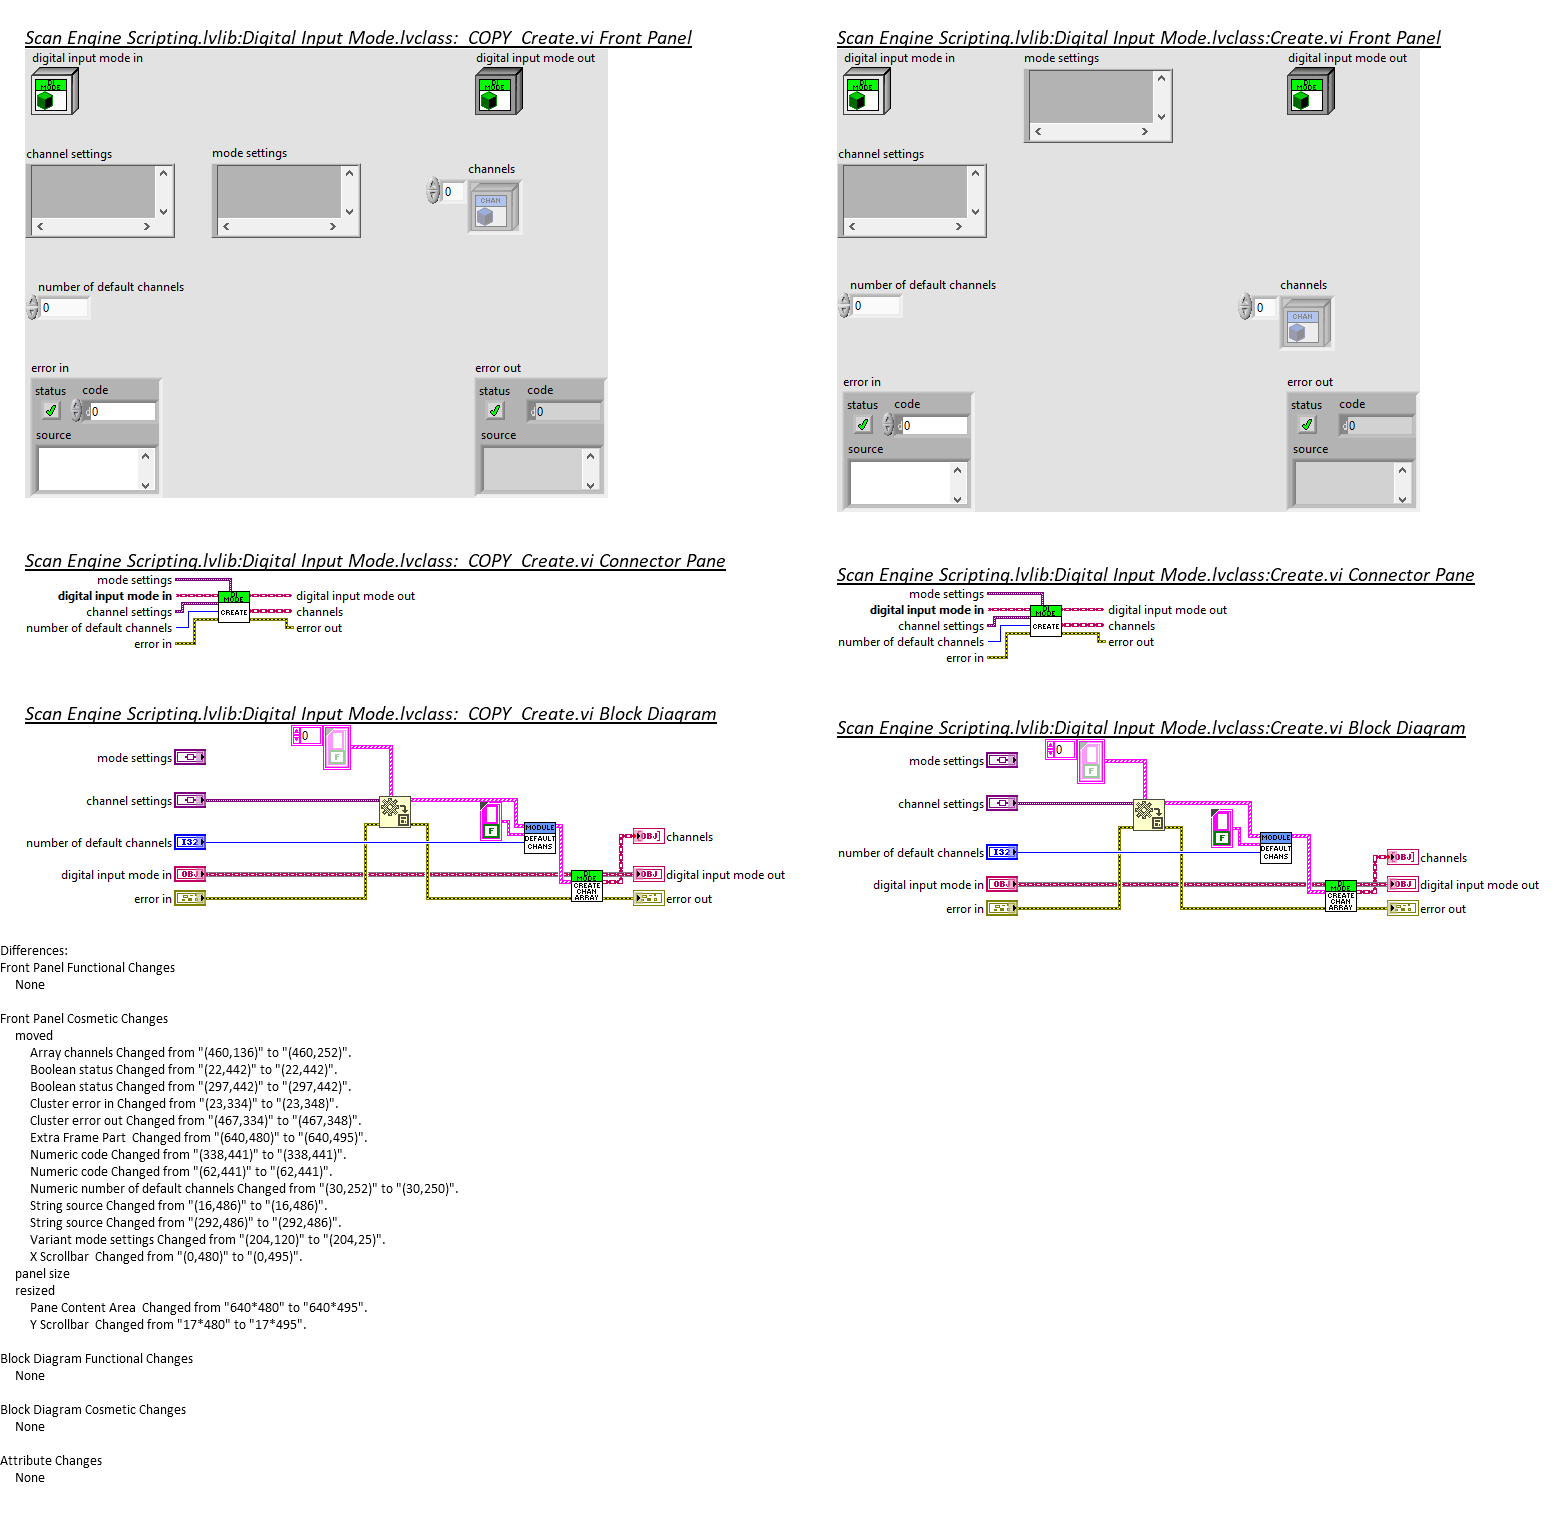 Scan Engine Scripting.lvlib:Digital Input Mode.lvclass:_COPY_Create.vi Front Panel
digital input mode in
digital input mode out
DI
MODE
DI
MODE
channel settings
mode settings
channels
0
CHAN
number of default channels
0
error in
error out
status code
0
status code
0
source
source
Scan Engine Scripting.lvlib:Digital Input Mode.lvclass:_COPY_Create.vi Connector Pane
mode settings
digital input mode in
digital input mode out
channel settings
channels
number of default channels
error out
error in
DI
MODE
CREATE
Scan Engine Scripting.lvlib:Digital Input Mode.lvclass:_COPY_Create.vi Block Diagram
0
F
mode settings
channel settings
F
MODULE
DEFAULT
CHANS
number of default channels
I32
OBJ
channels
digital input mode in
OBJ
DI
MODE
CREATE
CHAN
ARRAY
OBJ
digital input mode out
error in
error out
Scan Engine Scripting.lvlib:Digital Input Mode.lvclass:Create.vi Front Panel
digital input mode in
mode settings
digital input mode out
DI
MODE
DI
MODE
channel settings
number of default channels
0
channels
0
CHAN
error in
error out
status code
0
status code
0
source
source
Scan Engine Scripting.lvlib:Digital Input Mode.lvclass:Create.vi Connector Pane
mode settings
digital input mode in
digital input mode out
channel settings
channels
number of default channels
error out
error in
DI
MODE
CREATE
Scan Engine Scripting.lvlib:Digital Input Mode.lvclass:Create.vi Block Diagram
0
F
mode settings
channel settings
F
MODULE
DEFAULT
CHANS
number of default channels
I32
OBJ
channels
digital input mode in
OBJ
DI
MODE
CREATE
CHAN
ARRAY
OBJ
digital input mode out
error in
error out
Differences:
Front Panel Functional Changes
None
Front Panel Cosmetic Changes
moved
Array channels Changed from "(460,136)" to "(460,252)".
Boolean status Changed from "(22,442)" to "(22,442)".
Boolean status Changed from "(297,442)" to "(297,442)".
Cluster error in Changed from "(23,334)" to "(23,348)".
Cluster error out Changed from "(467,334)" to "(467,348)".
Extra Frame Part  Changed from "(640,480)" to "(640,495)".
Numeric code Changed from "(338,441)" to "(338,441)".
Numeric code Changed from "(62,441)" to "(62,441)".
Numeric number of default channels Changed from "(30,252)" to "(30,250)".
String source Changed from "(16,486)" to "(16,486)".
String source Changed from "(292,486)" to "(292,486)".
Variant mode settings Changed from "(204,120)" to "(204,25)".
X Scrollbar  Changed from "(0,480)" to "(0,495)".
panel size
resized
Pane Content Area  Changed from "640*480" to "640*495".
Y Scrollbar  Changed from "17*480" to "17*495".
Block Diagram Functional Changes
None
Block Diagram Cosmetic Changes
None
Attribute Changes
None